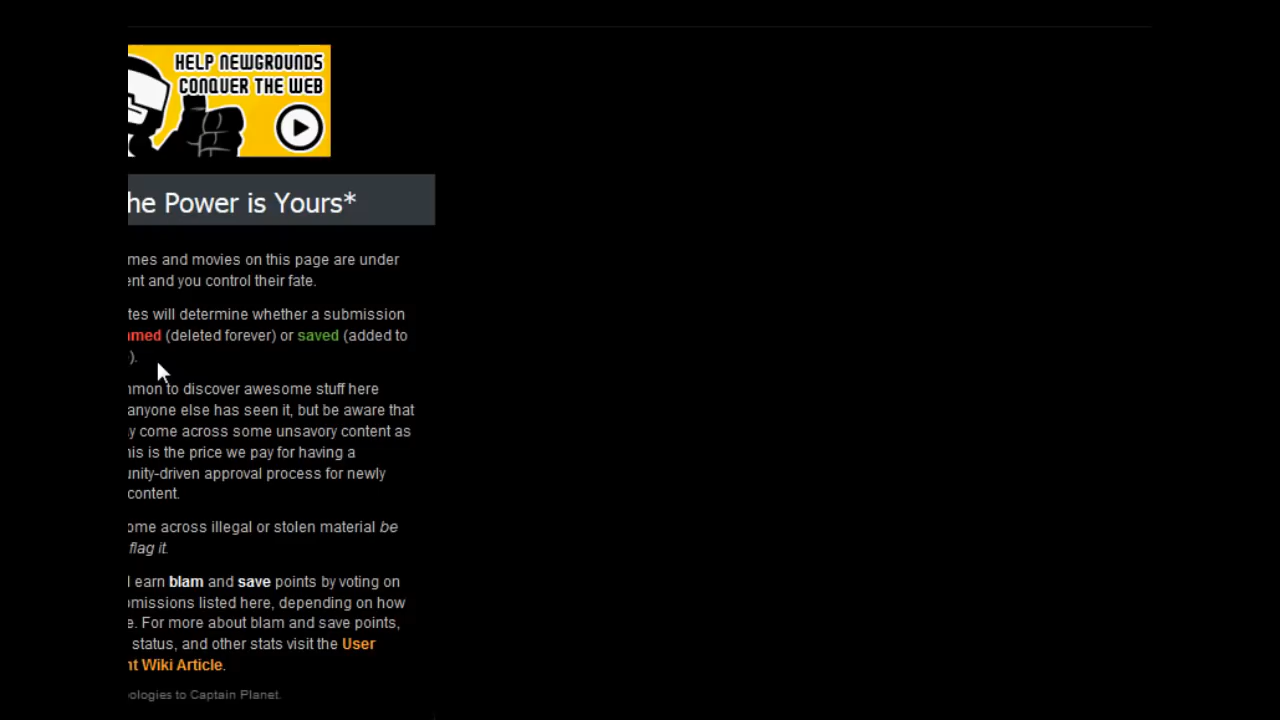 HELP NEWGROUNDS
CONQUER THE WEB
he Power is Yours*
mes and movies on this page are under
ent and you control their fate.
tes will determine whether a submission
med (deleted forever) or saved (added to
).
mmon to discover awesome stuff here
anyone else has seen it, but be aware that
y come across some unsavory content as
his is the price we pay for having a
unity-driven approval process for newly
content.
ome across illegal or stolen material be
flag it.
l earn blam and save points by voting on
omissions listed here, depending on how
e. For more about blam and save points,
status, and other stats visit the User
nt Wiki Article.
ologies to Captain Planet.